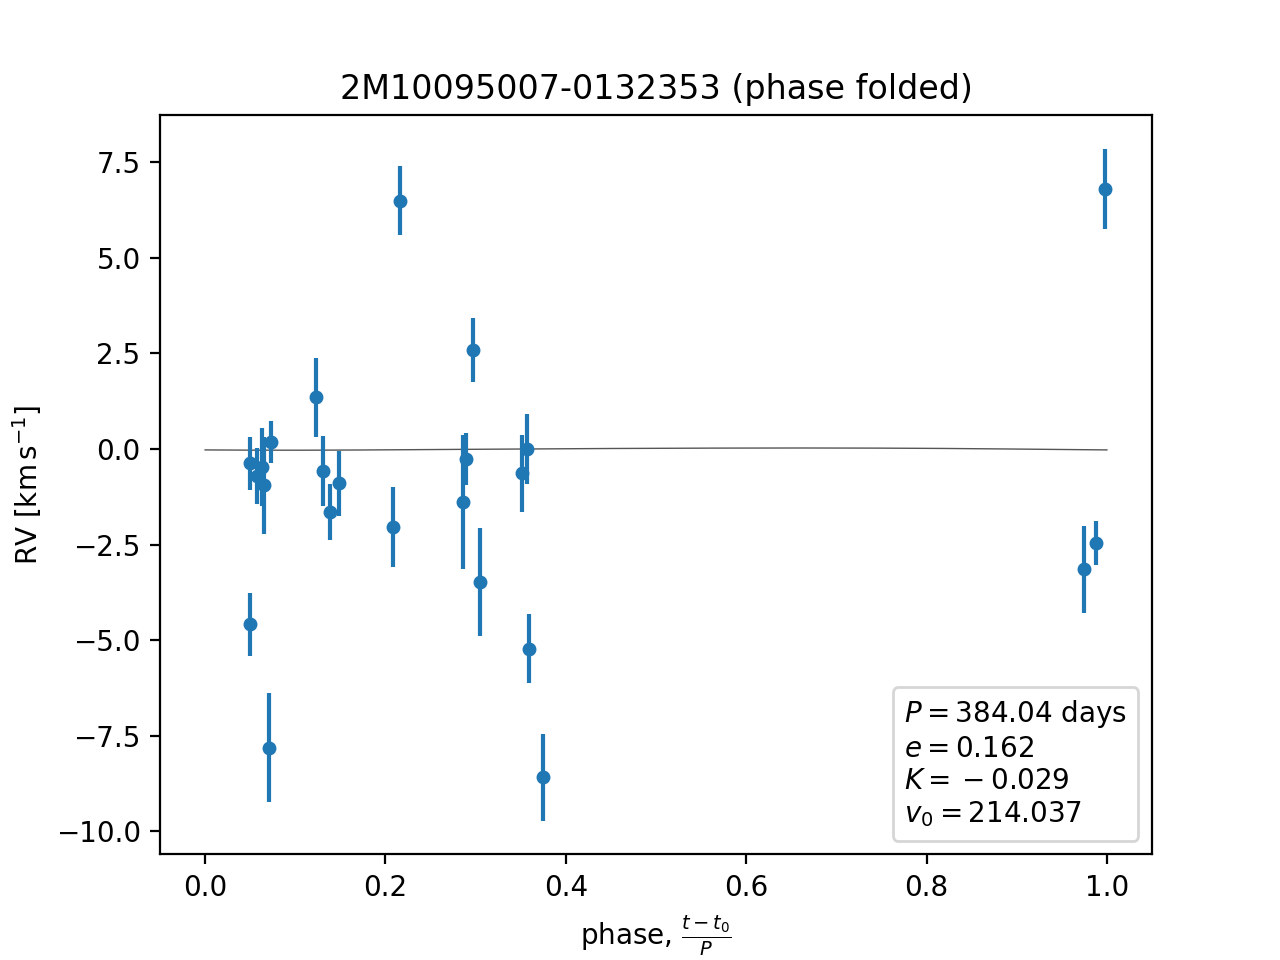 2M10095007-0132353 (phase folded)
RV [km s⁻¹]
7.5
5.0
2.5
0.0
−2.5
−5.0
−7.5
−10.0
P = 384.04 days
e = 0.162
K = −0.029
v₀ = 214.037
0.0 0.2 0.4 0.6 0.8 1.0
phase, (t − t₀)/P